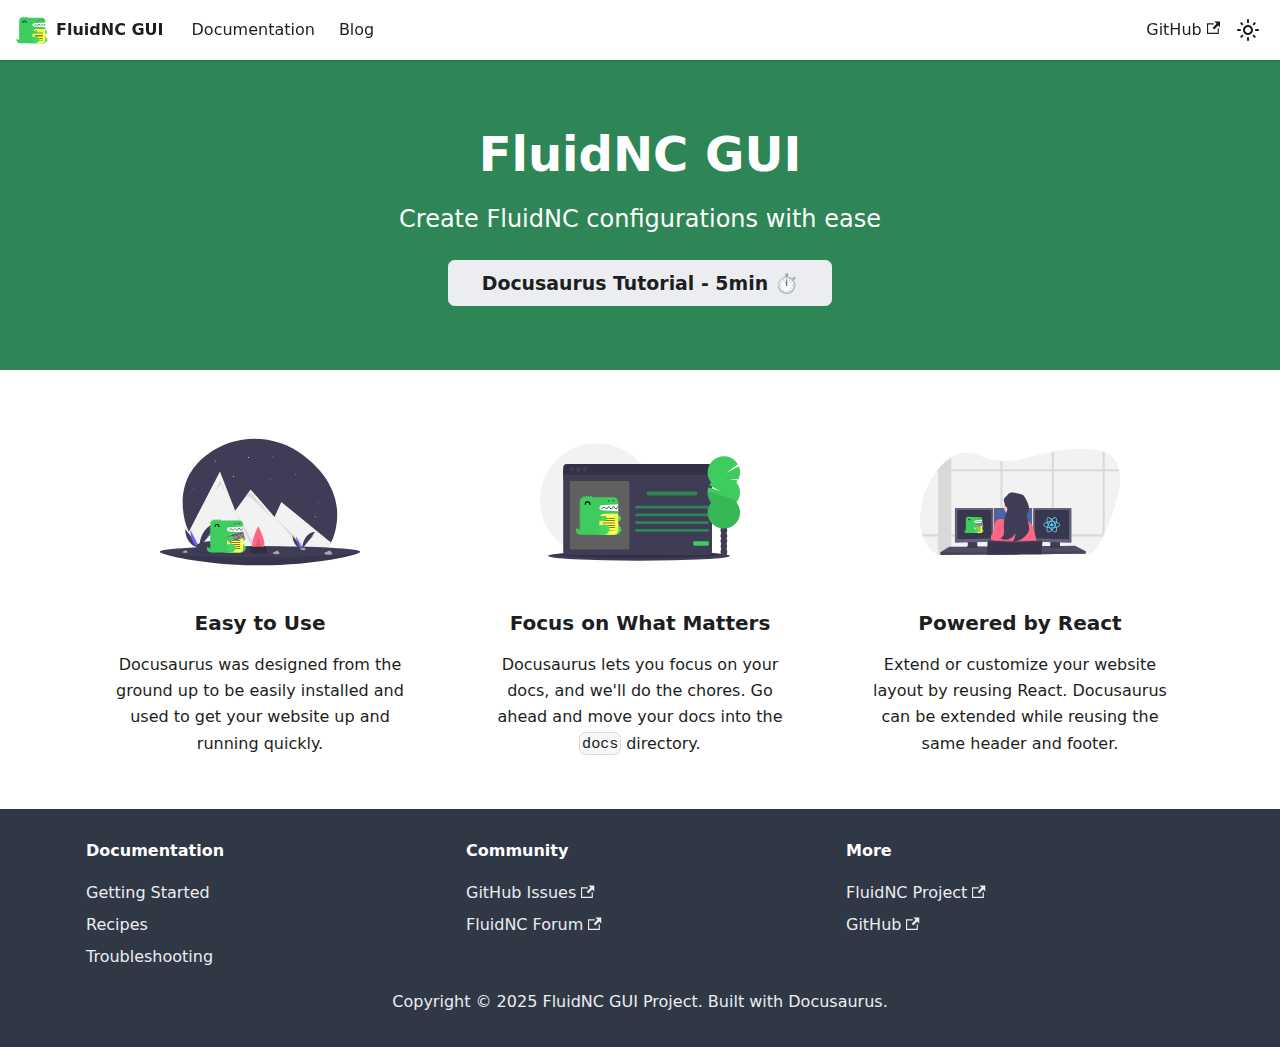 FluidNC GUI
Documentation
Blog
GitHub
FluidNC GUI
Create FluidNC configurations with ease
Docusaurus Tutorial - 5min ⏱️
Easy to Use
Docusaurus was designed from the
ground up to be easily installed and
used to get your website up and
running quickly.
Focus on What Matters
Docusaurus lets you focus on your
docs, and we'll do the chores. Go
ahead and move your docs into the
docs directory.
Powered by React
Extend or customize your website
layout by reusing React. Docusaurus
can be extended while reusing the
same header and footer.
Documentation
Getting Started
Recipes
Troubleshooting
Community
GitHub Issues
FluidNC Forum
More
FluidNC Project
GitHub
Copyright © 2025 FluidNC GUI Project. Built with Docusaurus.